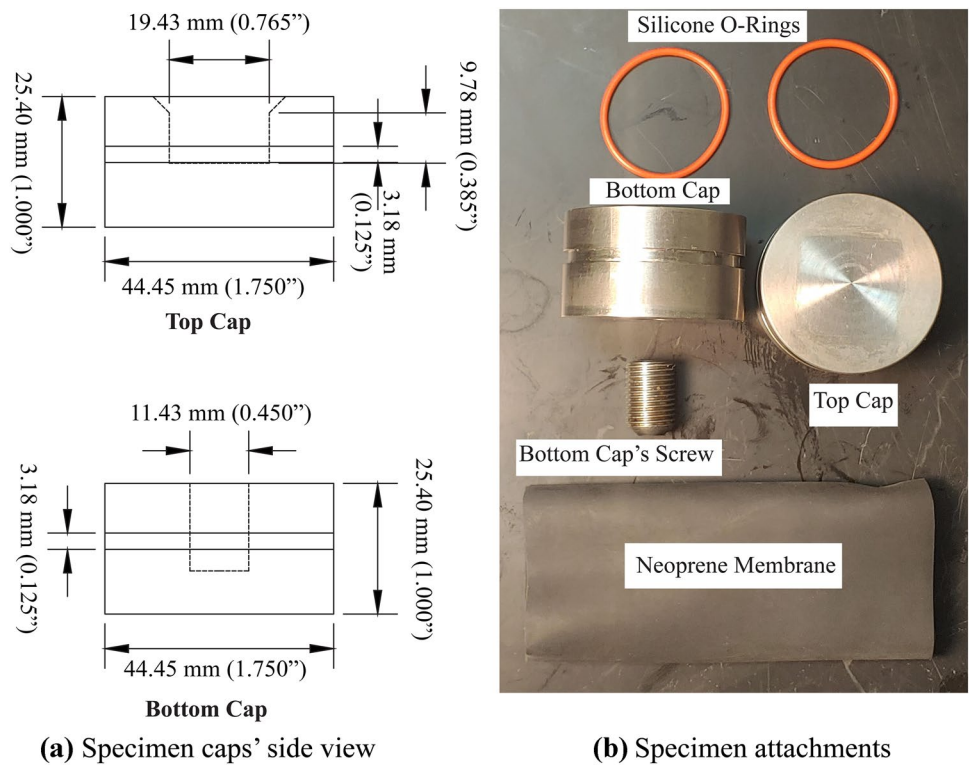 19.43 mm (0.765”)
25.40 mm (1.000”)
9.78 mm (0.385”)
3.18 mm
(0.125”)
44.45 mm (1.750”)
Top Cap
11.43 mm (0.450”)
3.18 mm (0.125”)
25.40 mm (1.000”)
44.45 mm (1.750”)
Bottom Cap
(a) Specimen caps’ side view
Silicone O-Rings
Bottom Cap
Top Cap
Bottom Cap’s Screw
Neoprene Membrane
(b) Specimen attachments